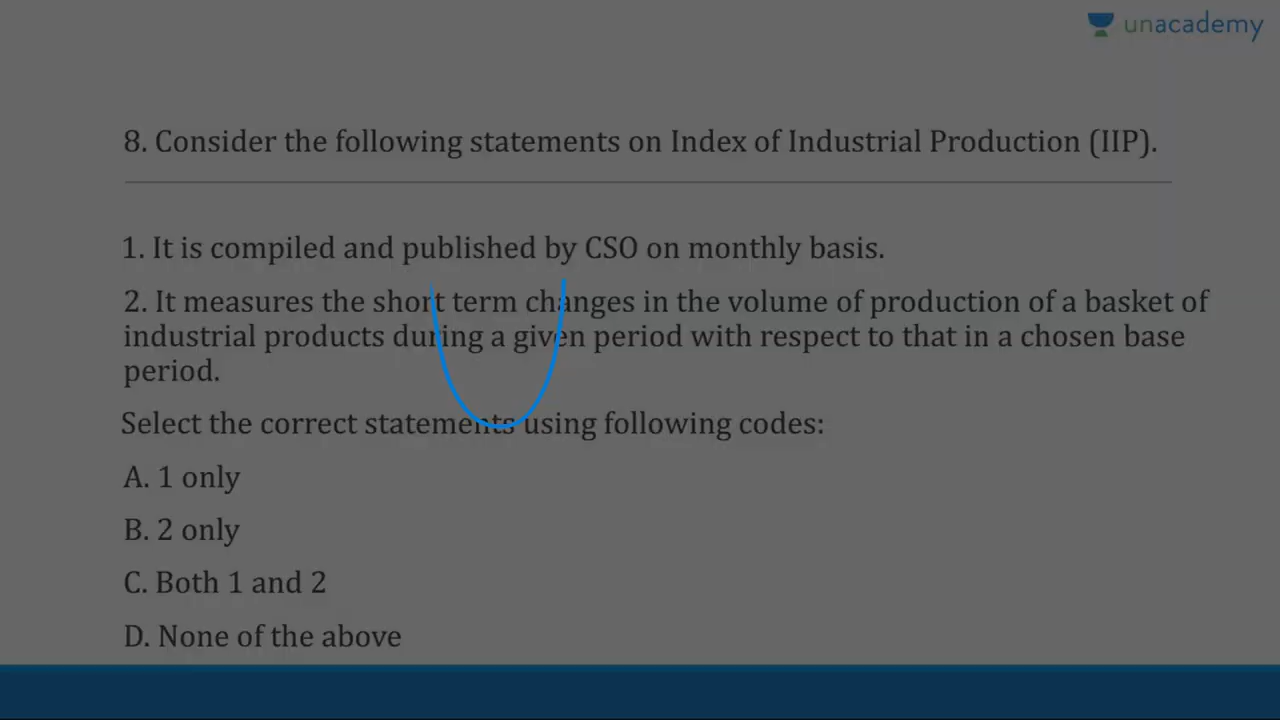 unacademy
8. Consider the following statements on Index of Industrial Production (IIP).
1. It is compiled and published by CSO on monthly basis.
2. It measures the short term changes in the volume of production of a basket of
industrial products during a given period with respect to that in a chosen base
period.
Select the correct statements using following codes:
A. 1 only
B. 2 only
C. Both 1 and 2
D. None of the above